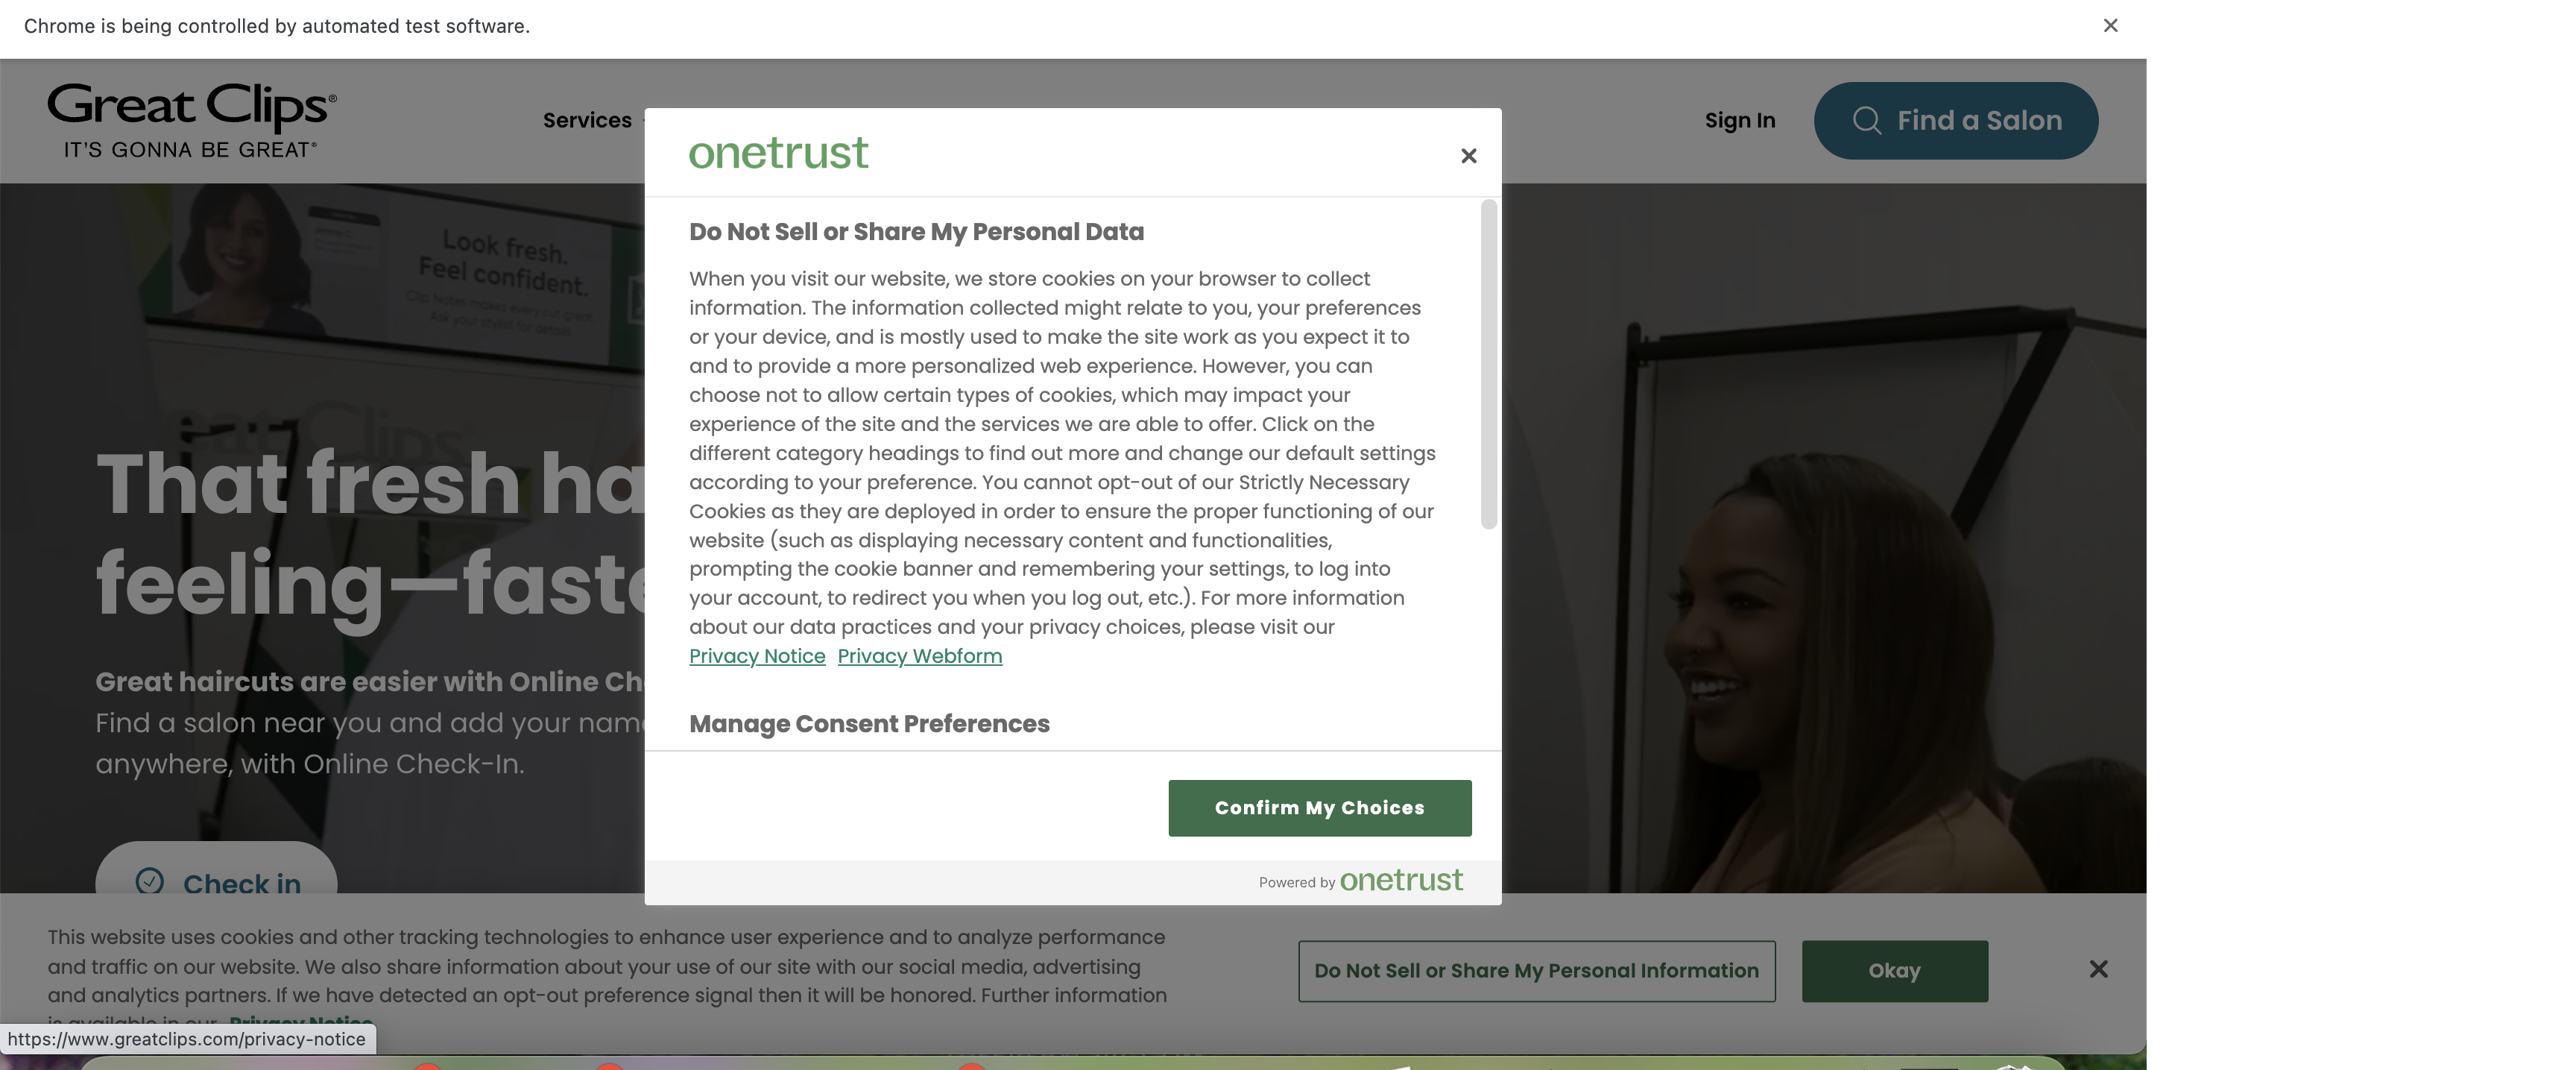 Chrome is being controlled by automated test software.
Great Clips®
IT'S GONNA BE GREAT®
Services
Sign In
Find a Salon
onetrust
Do Not Sell or Share My Personal Data
When you visit our website, we store cookies on your browser to collect
information. The information collected might relate to you, your preferences
or your device, and is mostly used to make the site work as you expect it to
and to provide a more personalized web experience. However, you can
choose not to allow certain types of cookies, which may impact your
experience of the site and the services we are able to offer. Click on the
different category headings to find out more and change our default settings
according to your preference. You cannot opt-out of our Strictly Necessary
Cookies as they are deployed in order to ensure the proper functioning of our
website (such as displaying necessary content and functionalities,
prompting the cookie banner and remembering your settings, to log into
your account, to redirect you when you log out, etc.). For more information
about our data practices and your privacy choices, please visit our
Privacy Notice Privacy Webform
Manage Consent Preferences
Confirm My Choices
Powered by onetrust
Look fresh.
Feel confident.
Clip Notes makes every cut great.
Ask your stylist for details.
That fresh ha
feeling—faste
Great haircuts are easier with Online Ch
Find a salon near you and add your nam
anywhere, with Online Check-In.
Check in
This website uses cookies and other tracking technologies to enhance user experience and to analyze performance
and traffic on our website. We also share information about your use of our site with our social media, advertising
and analytics partners. If we have detected an opt-out preference signal then it will be honored. Further information
is available in our Privacy Notice
Do Not Sell or Share My Personal Information
Okay
https://www.greatclips.com/privacy-notice